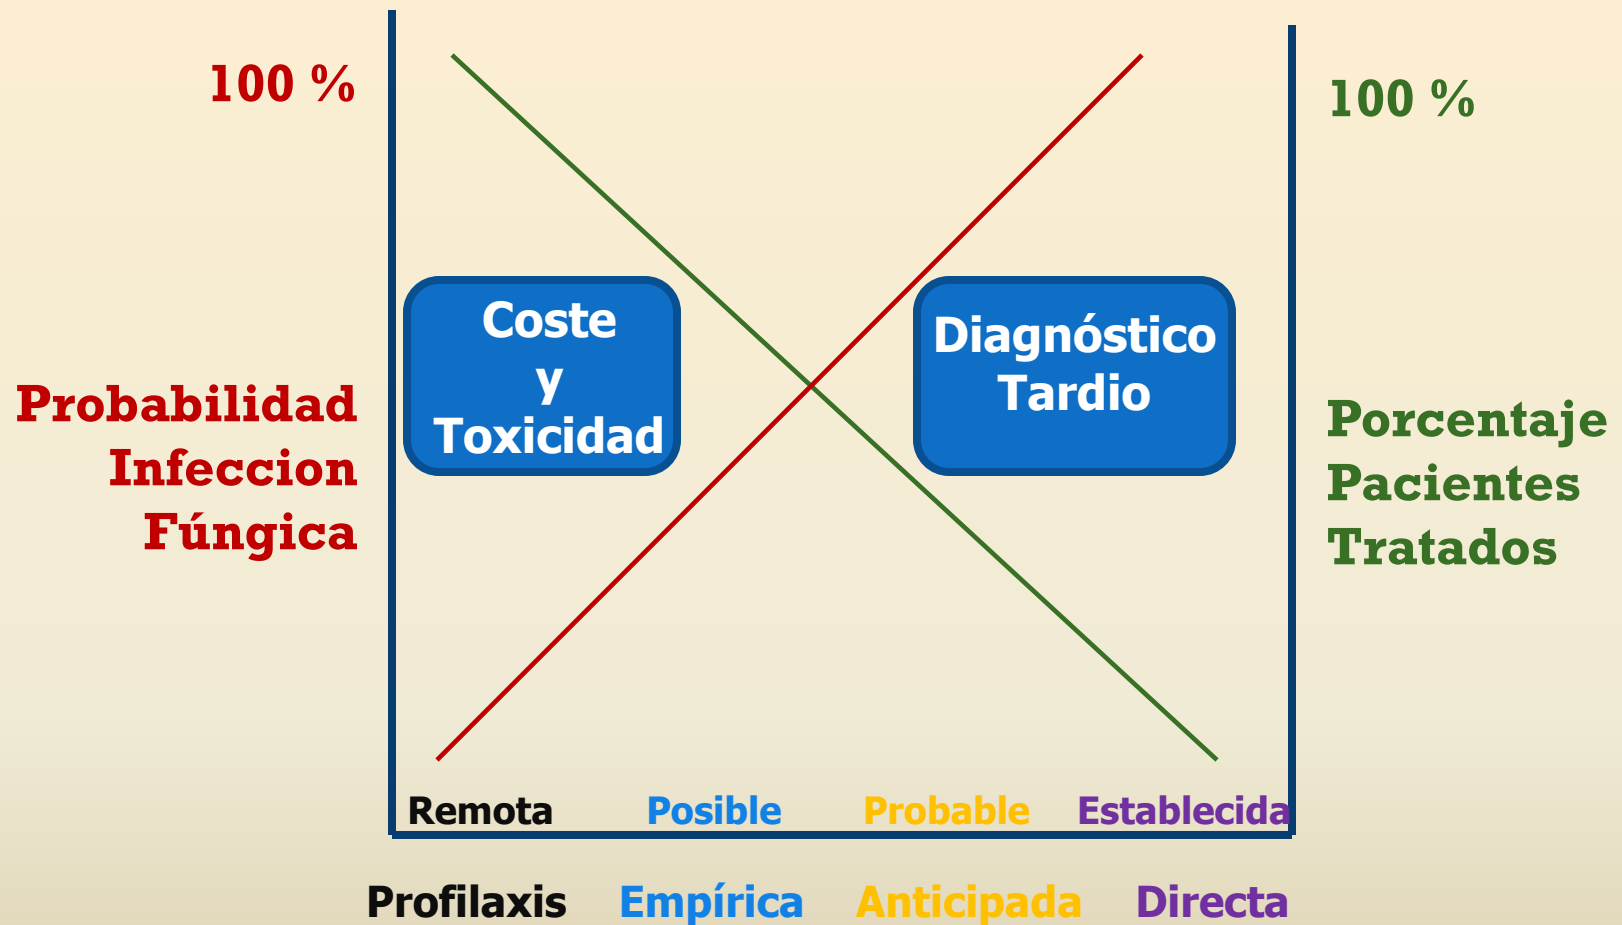 100 %
100 %
Coste
y
Toxicidad
Diagnóstico
Tardio
Probabilidad
Infeccion
Fúngica
Porcentaje
Pacientes
Tratados
Remota Posible Probable Establecida
Profilaxis Empírica Anticipada Directa